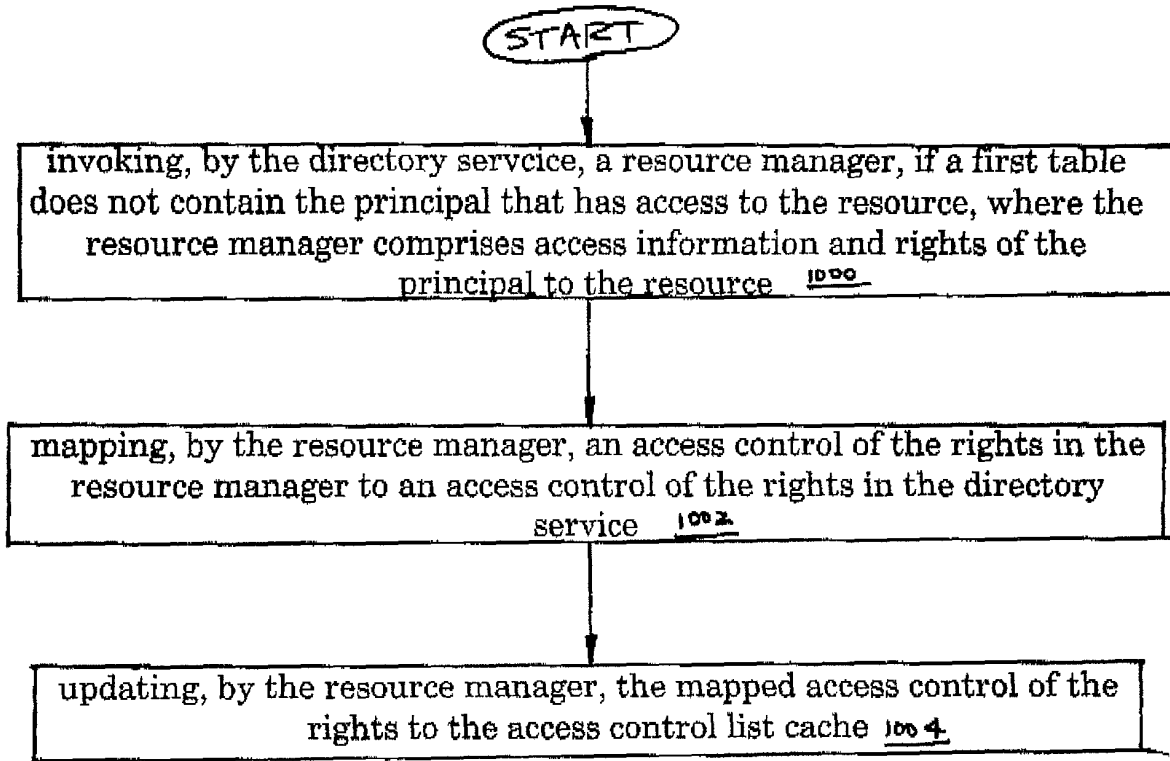 START
invoking, by the directory servcice, a resource manager, if a first table
does not contain the principal that has access to the resource, where the
resource manager comprises access information and rights of the
principal to the resource 1000
mapping, by the resource manager, an access control of the rights in the
resource manager to an access control of the rights in the directory
service 1002
updating, by the resource manager, the mapped access control of the
rights to the access control list cache 1004